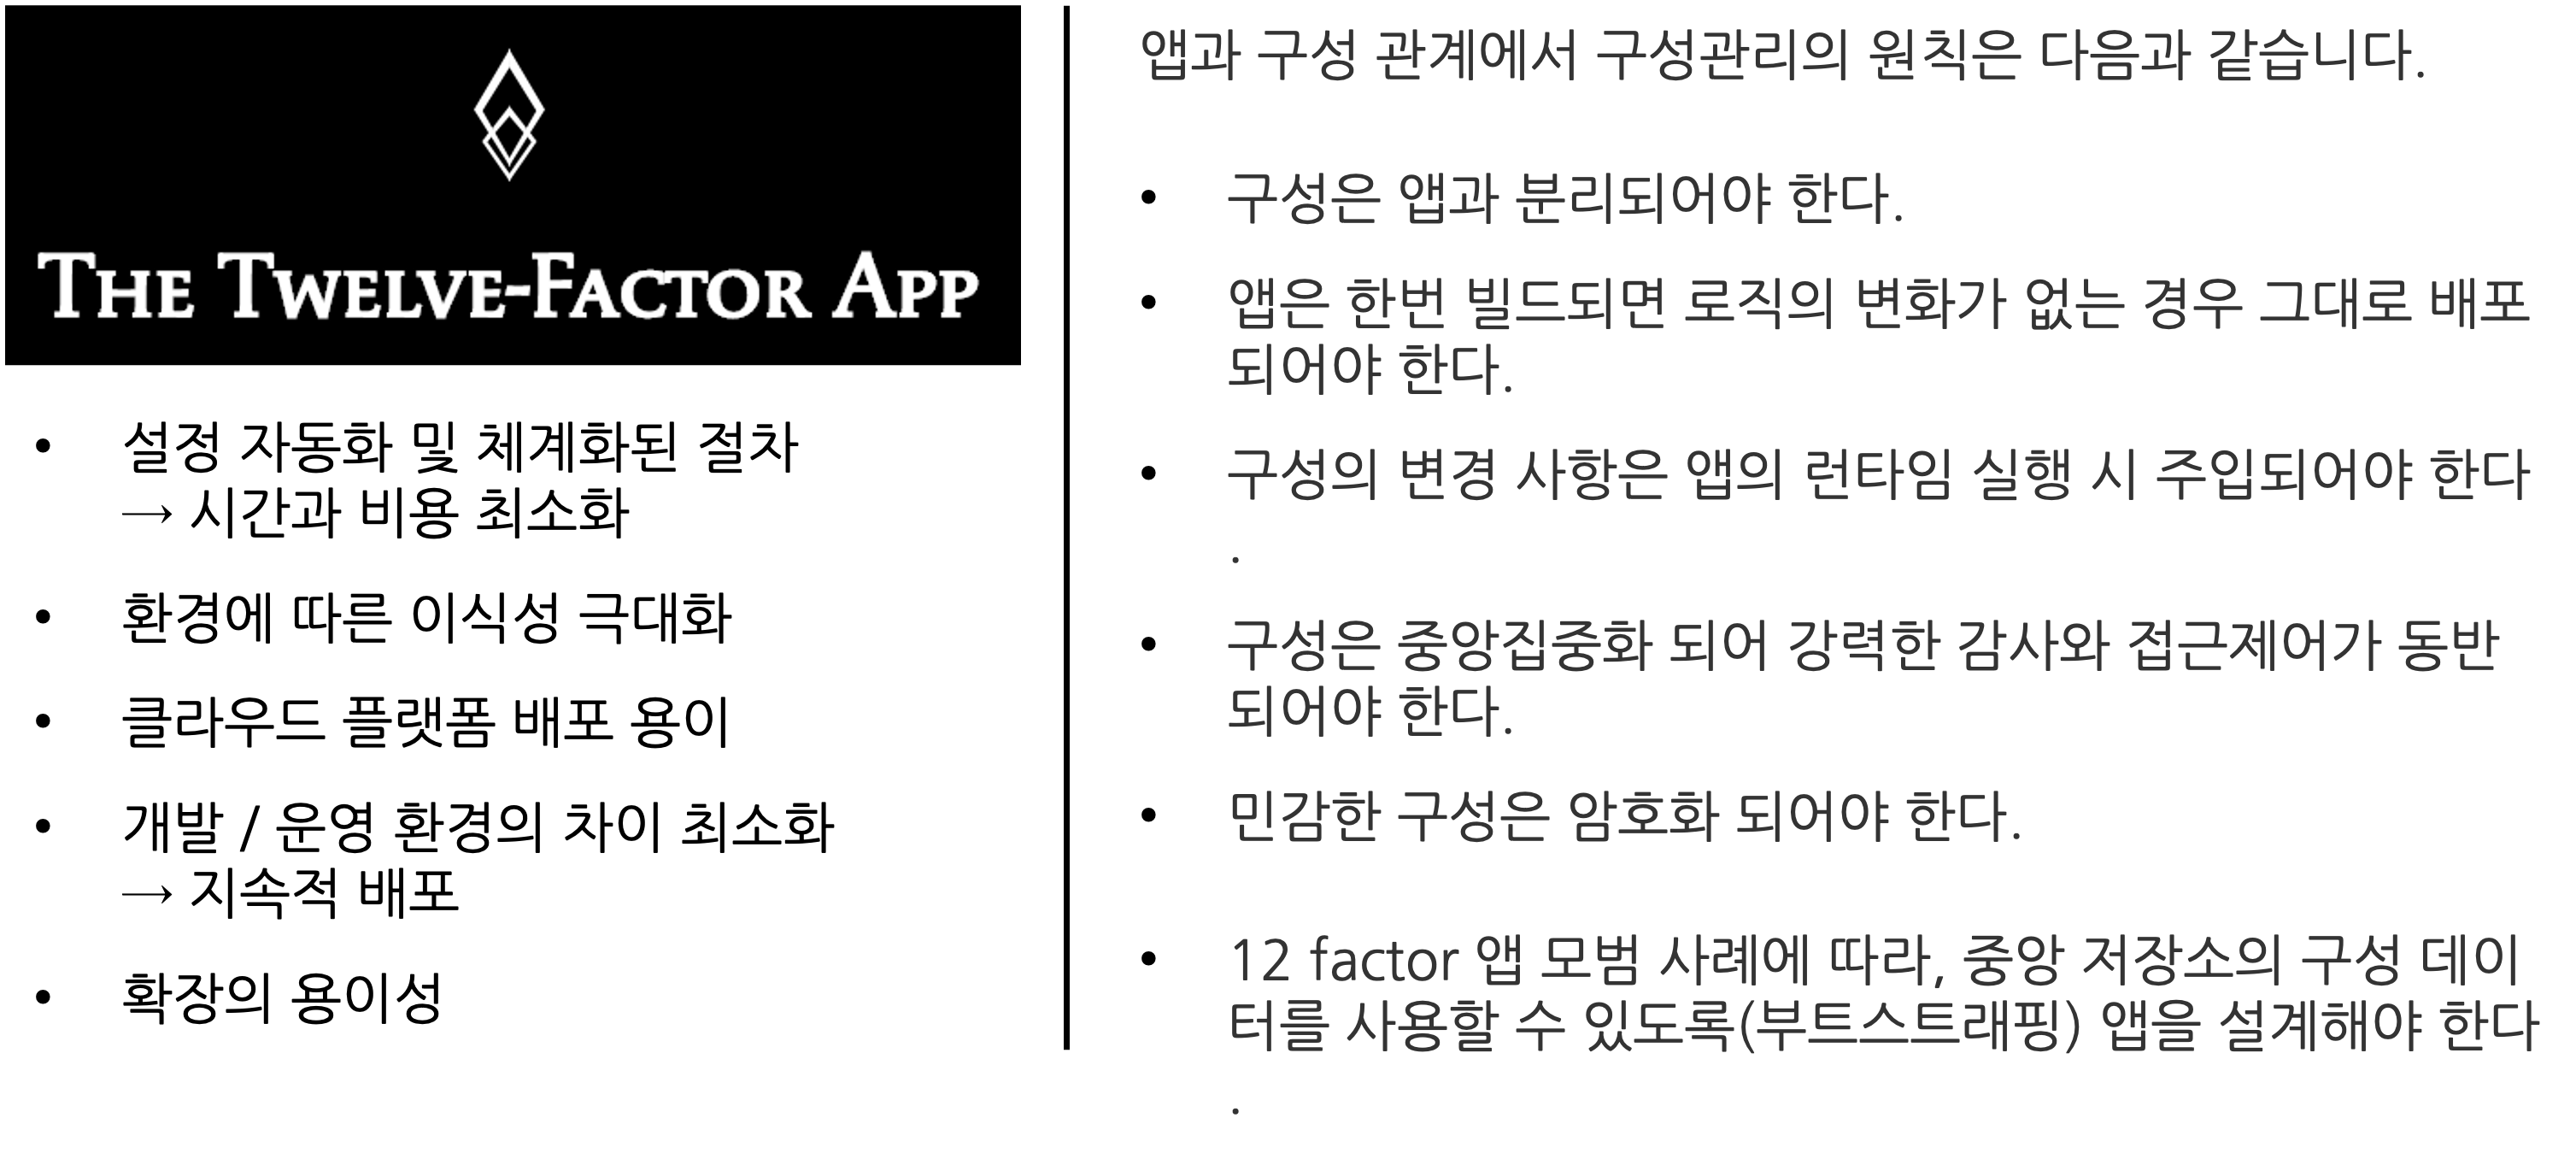 THE TWELVE-FACTOR APP
• 설정 자동화 및 체계화된 절차
→ 시간과 비용 최소화
• 환경에 따른 이식성 극대화
• 클라우드 플랫폼 배포 용이
• 개발 / 운영 환경의 차이 최소화
→ 지속적 배포
• 확장의 용이성
앱과 구성 관계에서 구성관리의 원칙은 다음과 같습니다.
• 구성은 앱과 분리되어야 한다.
• 앱은 한번 빌드되면 로직의 변화가 없는 경우 그대로 배포
되어야 한다.
• 구성의 변경 사항은 앱의 런타임 실행 시 주입되어야 한다
.
• 구성은 중앙집중화 되어 강력한 감사와 접근제어가 동반
되어야 한다.
• 민감한 구성은 암호화 되어야 한다.
• 12 factor 앱 모범 사례에 따라, 중앙 저장소의 구성 데이
터를 사용할 수 있도록(부트스트래핑) 앱을 설계해야 한다
.